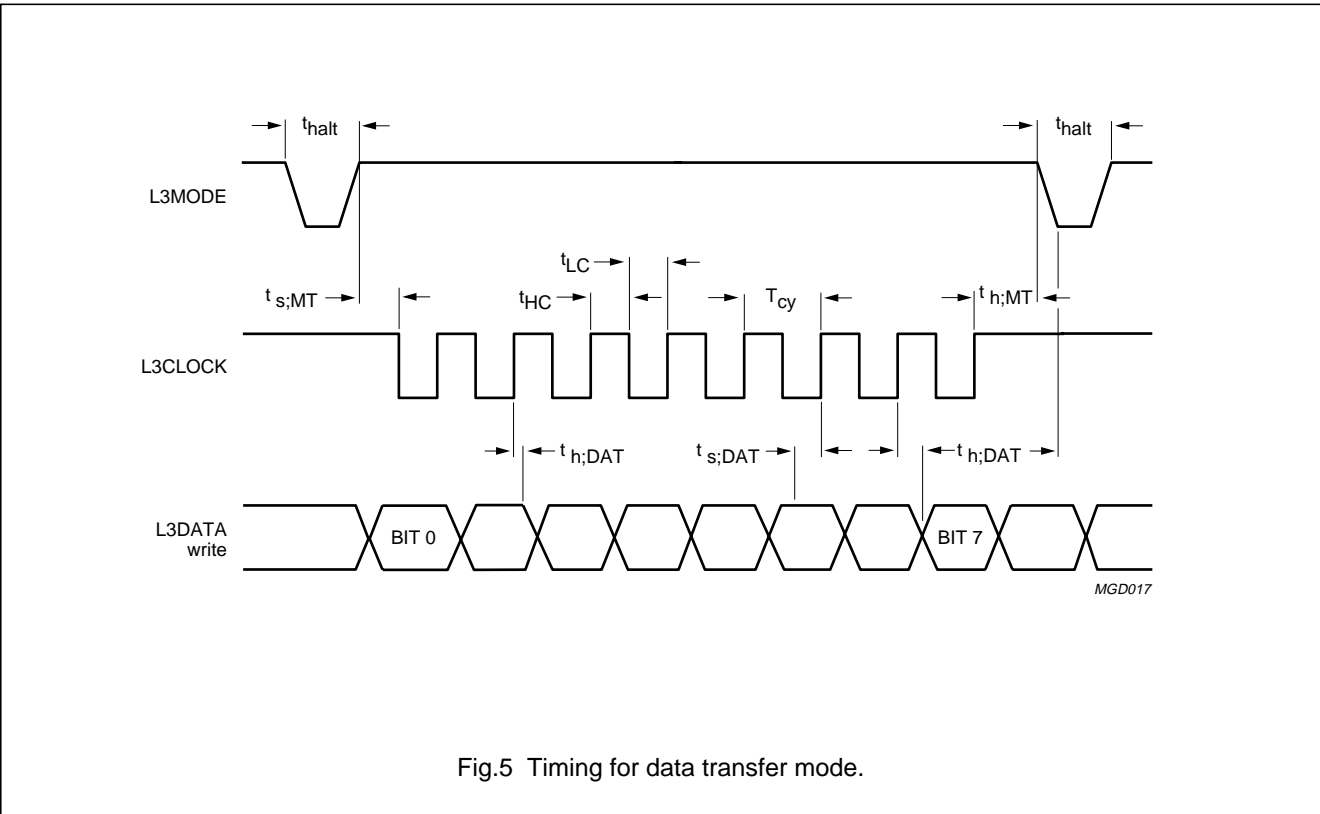 thalt
thalt
L3MODE
tLC
ts;MT
tHC
Tcy
th;MT
L3CLOCK
th;DAT
ts;DAT
th;DAT
L3DATA
write
BIT 0
BIT 7
MGD017
Fig.5 Timing for data transfer mode.